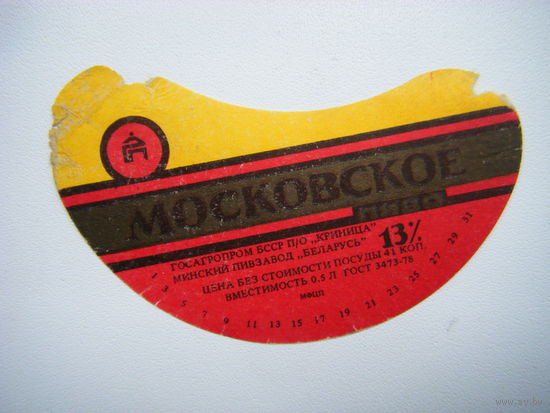 МОСКОВСКОЕ
ПИВО
ГОСАГРОПРОМ БССР П/О „КРИНИЦА"
МИНСКИЙ ПИВЗАВОД „БЕЛАРУСЬ" 13%
ЦЕНА БЕЗ СТОИМОСТИ ПОСУДЫ 41 КОП.
ВМЕСТИМОСТЬ 0.5 Л ГОСТ 3473-78
МФЦП
1 3 5 7 9 11 13 15 17 19 21 23 25 27 29 31